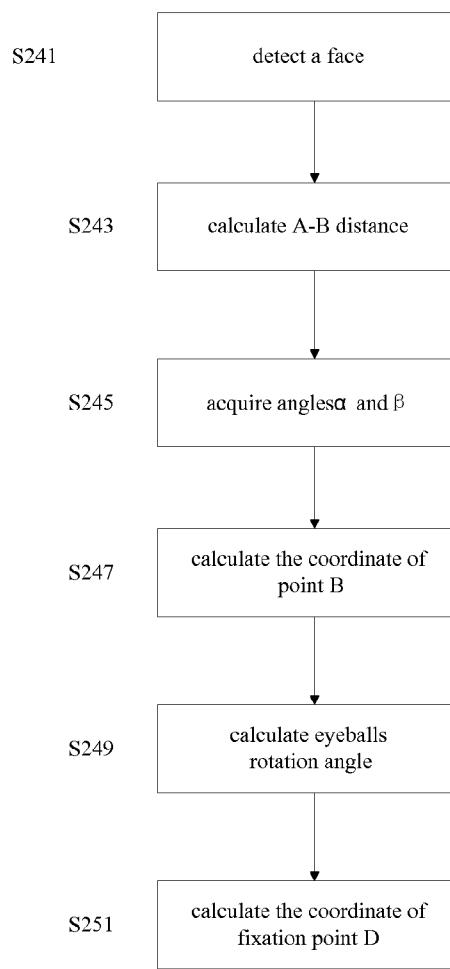 S241
detect a face
S243
calculate A-B distance
S245
acquire anglesα and β
S247
calculate the coordinate of
point B
S249
calculate eyeballs
rotation angle
S251
calculate the coordinate of
fixation point D